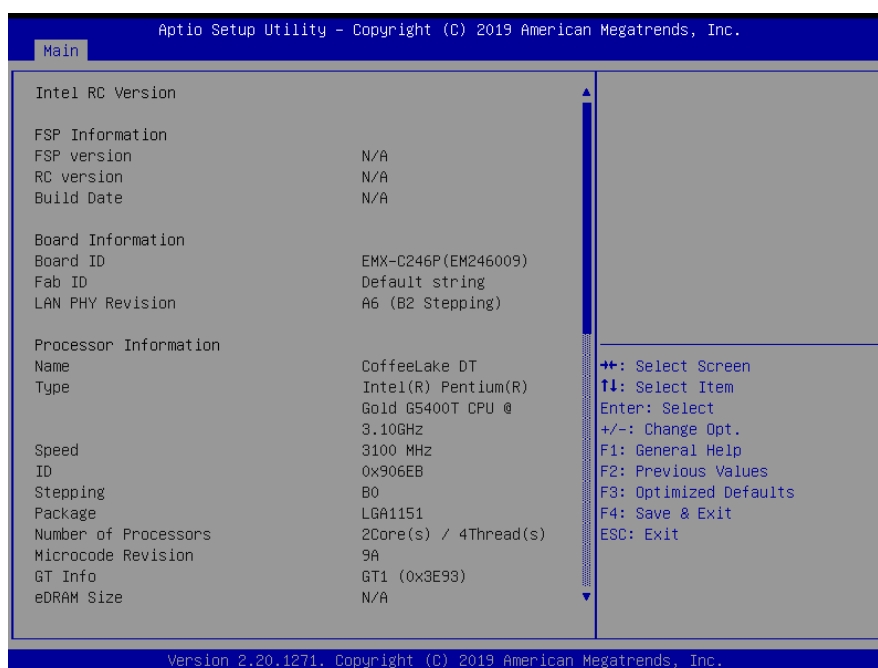 Aptio Setup Utility – Copyright (C) 2019 American Megatrends, Inc.
Main
Intel RC Version
FSP Information
FSP version N/A
RC version N/A
Build Date N/A
Board Information
Board ID EMX-C246P(EM246009)
Fab ID Default string
LAN PHY Revision A6 (B2 Stepping)
Processor Information
Name CoffeeLake DT
Type Intel(R) Pentium(R)
Gold G5400T CPU @
3.10GHz
Speed 3100 MHz
ID 0x906EB
Stepping B0
Package LGA1151
Number of Processors 2Core(s) / 4Thread(s)
Microcode Revision 9A
GT Info GT1 (0x3E93)
eDRAM Size N/A
→←: Select Screen
↑↓: Select Item
Enter: Select
+/-: Change Opt.
F1: General Help
F2: Previous Values
F3: Optimized Defaults
F4: Save & Exit
ESC: Exit
Version 2.20.1271. Copyright (C) 2019 American Megatrends, Inc.